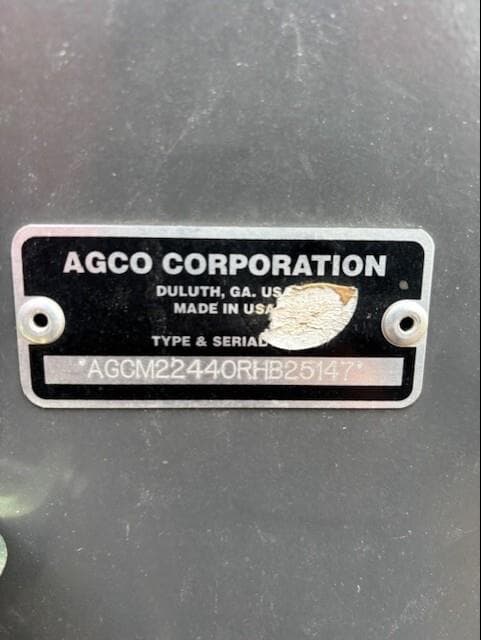 AGCO CORPORATION
DULUTH, GA. USA
MADE IN USA
TYPE & SERIAL
*AGCM22440RHB25147*